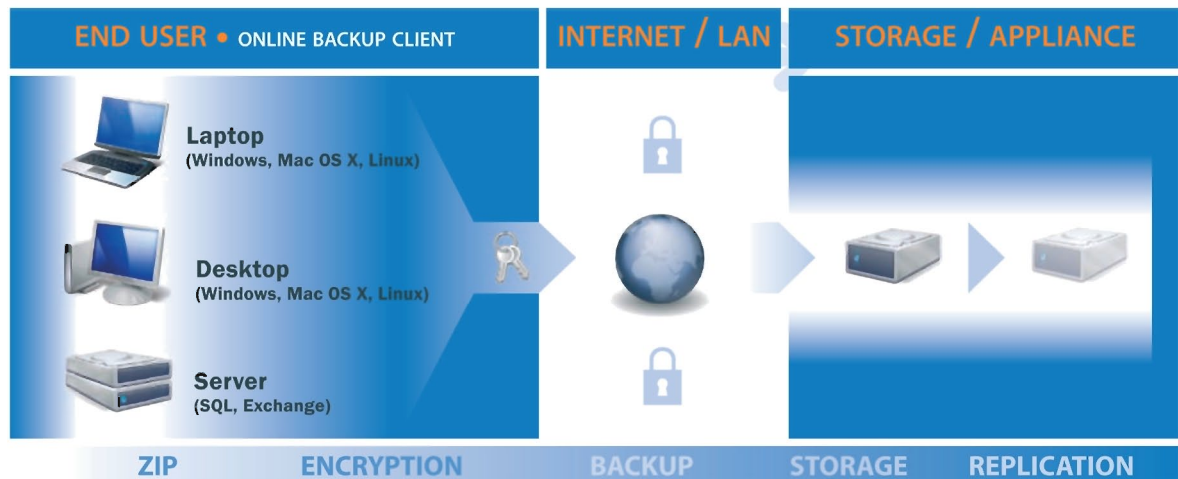 END USER • ONLINE BACKUP CLIENT
INTERNET / LAN
STORAGE / APPLIANCE
Laptop
(Windows, Mac OS X, Linux)
Desktop
(Windows, Mac OS X, Linux)
Server
(SQL, Exchange)
ZIP ENCRYPTION BACKUP STORAGE REPLICATION